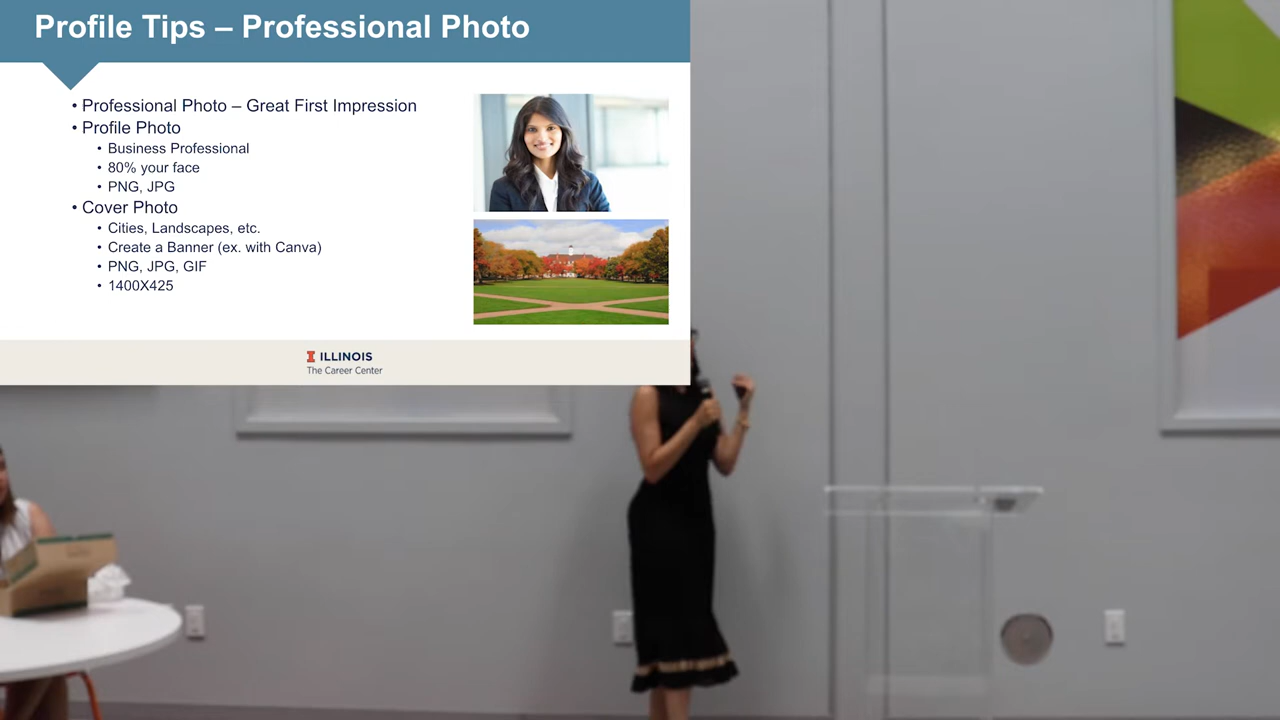 Profile Tips – Professional Photo
• Professional Photo – Great First Impression
• Profile Photo
• Business Professional
• 80% your face
• PNG, JPG
• Cover Photo
• Cities, Landscapes, etc.
• Create a Banner (ex. with Canva)
• PNG, JPG, GIF
• 1400X425
I ILLINOIS
The Career Center